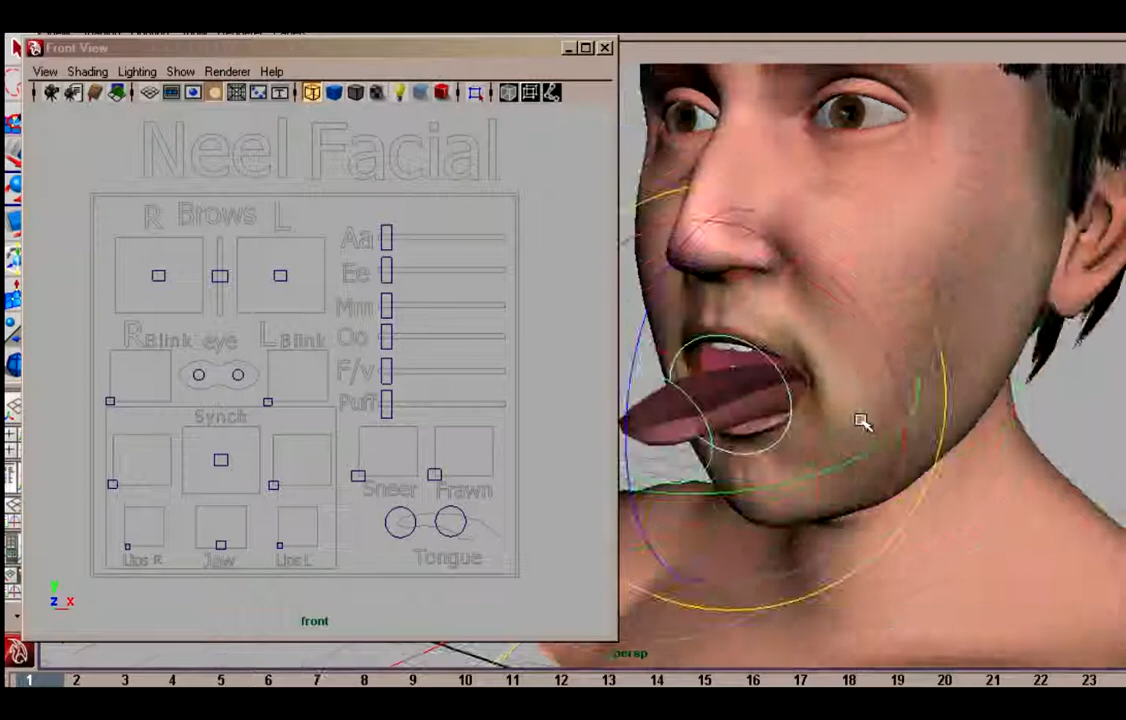 Front View
View Shading Lighting Show Renderer Help
Neel Facial
R Brows L
Aa
Ee
Mm
Oo
F/v
Puff
R Blink eye L Blink
Synch
Sneer Frawn
Lips R Jaw Lips L
Tongue
y
z x
front
persp
1 2 3 4 5 6 7 8 9 10 11 12 13 14 15 16 17 18 19 20 21 22 23